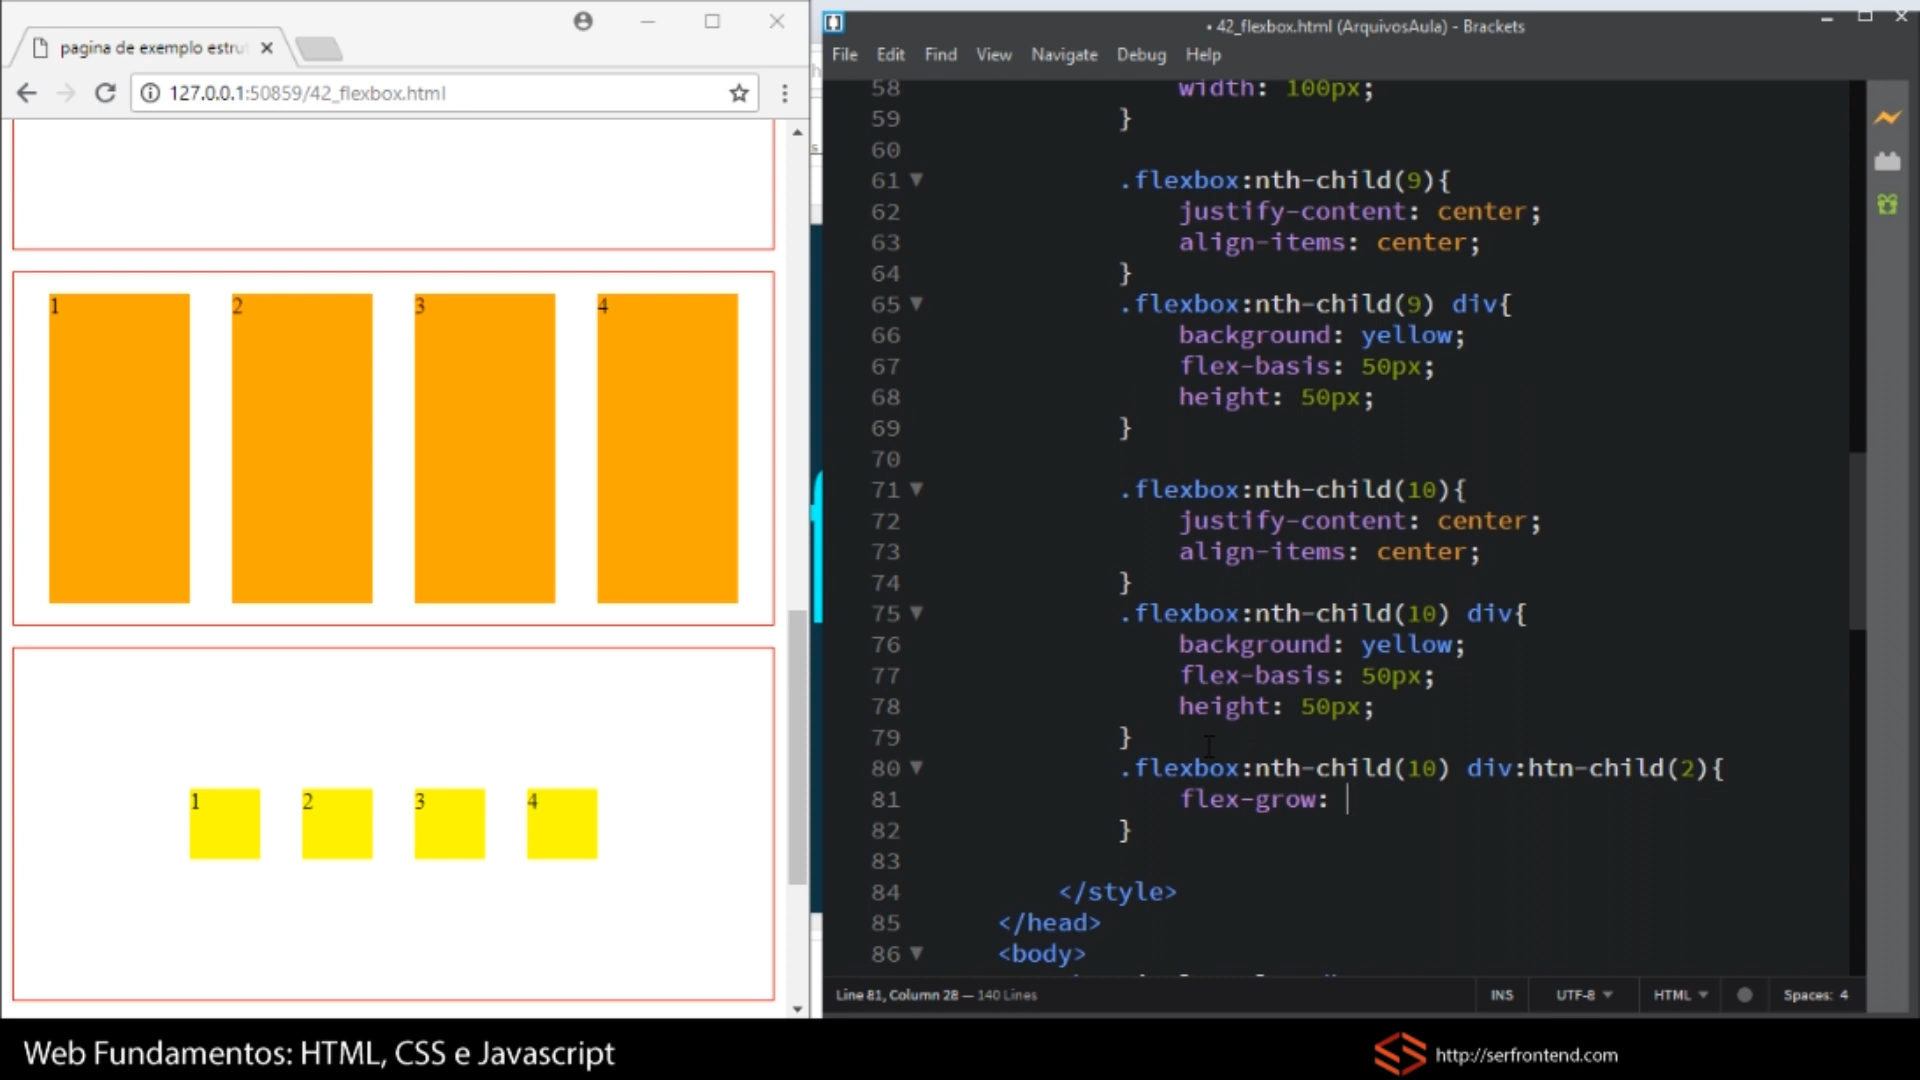 pagina de exemplo estru
127.0.0.1:50859/42_flexbox.html
1 2 3 4
1 2 3 4
• 42_flexbox.html (ArquivosAula) - Brackets
File Edit Find View Navigate Debug Help
58 width: 100px;
59 }
60
61 .flexbox:nth-child(9){
62 justify-content: center;
63 align-items: center;
64 }
65 .flexbox:nth-child(9) div{
66 background: yellow;
67 flex-basis: 50px;
68 height: 50px;
69 }
70
71 .flexbox:nth-child(10){
72 justify-content: center;
73 align-items: center;
74 }
75 .flexbox:nth-child(10) div{
76 background: yellow;
77 flex-basis: 50px;
78 height: 50px;
79 }
80 .flexbox:nth-child(10) div:htn-child(2){
81 flex-grow:
82 }
83
84 </style>
85 </head>
86 <body>
Line 81, Column 28 — 140 Lines
INS UTF-8 HTML Spaces: 4
Web Fundamentos: HTML, CSS e Javascript
http://serfrontend.com